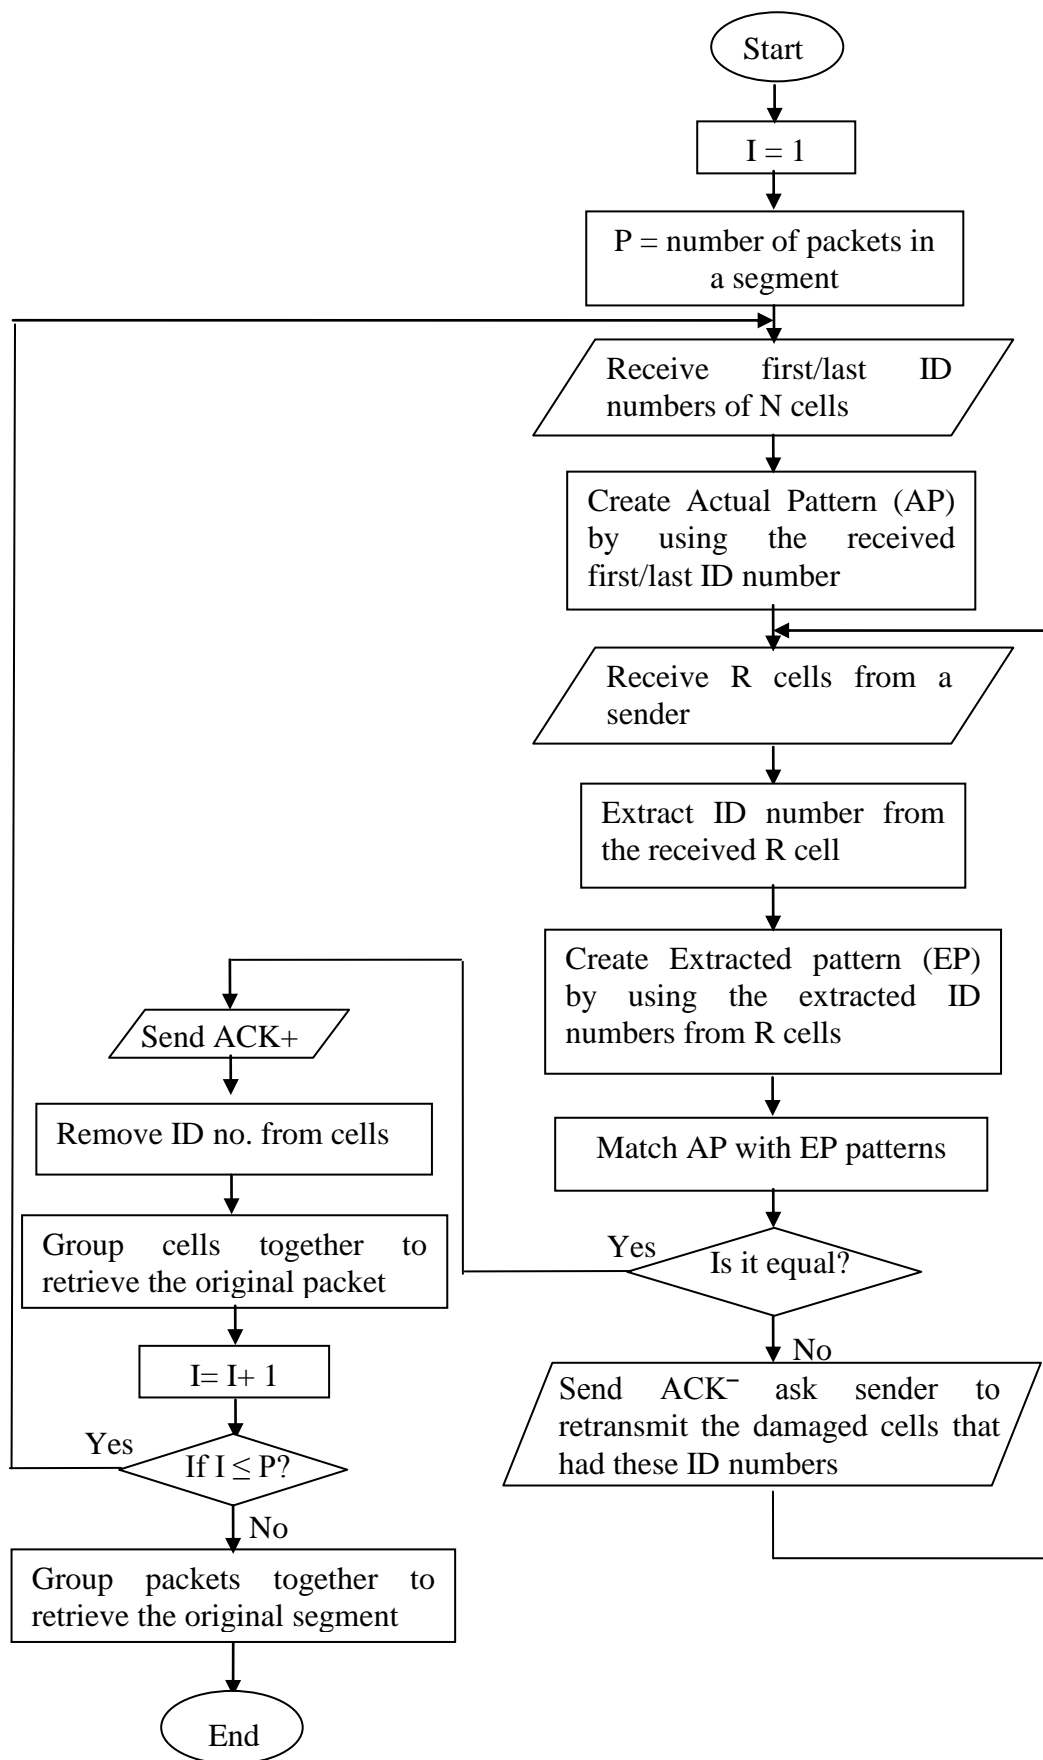 Start
I = 1
P = number of packets in
a segment
Receive first/last ID
numbers of N cells
Create Actual Pattern (AP)
by using the received
first/last ID number
Receive R cells from a
sender
Extract ID number from
the received R cell
Create Extracted pattern (EP)
by using the extracted ID
numbers from R cells
Match AP with EP patterns
Is it equal?
Yes
No
Send ACK⁻ ask sender to
retransmit the damaged cells that
had these ID numbers
Send ACK+
Remove ID no. from cells
Group cells together to
retrieve the original packet
I= I+ 1
If I ≤ P?
Yes
No
Group packets together to
retrieve the original segment
End